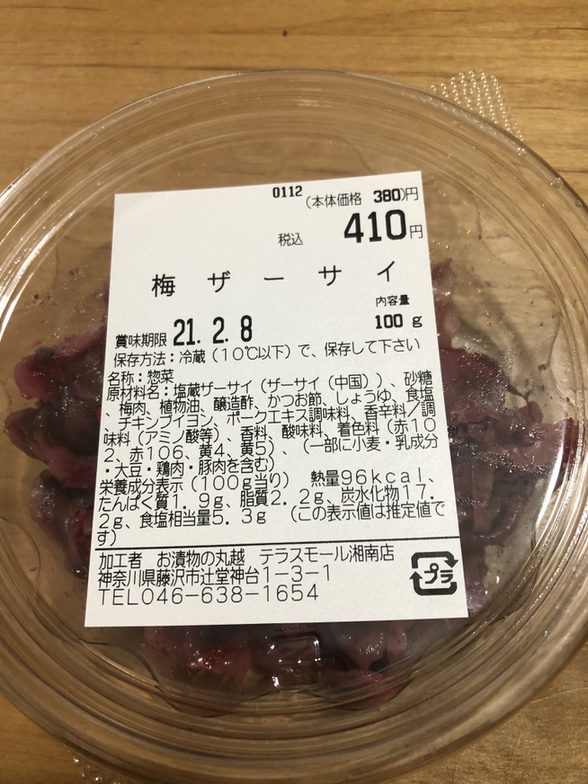 0112
(本体価格 380)円
税込 410円
梅ザーサイ
内容量
賞味期限 21. 2. 8 100 g
保存方法:冷蔵(10℃以下)で、保存して下さい
名称:惣菜
原材料名:塩蔵ザーサイ(ザーサイ(中国))、砂糖
、梅肉、植物油、醸造酢、かつお節、しょうゆ、食塩
、チキンブイヨン、ポークエキス調味料、香辛料/調
味料(アミノ酸等)、香料、酸味料、着色料(赤10
2、赤106、黄4、黄5)、(一部に小麦・乳成分
・大豆・鶏肉・豚肉を含む)
栄養成分表示(100g当り) 熱量96kcal、
たんぱく質1.9g、脂質2.2g、炭水化物17.
2g、食塩相当量5.3g (この表示値は推定値で
す)
加工者 お漬物の丸越 テラスモール湘南店
神奈川県藤沢市辻堂神台1-3-1
TEL046-638-1654
プラ